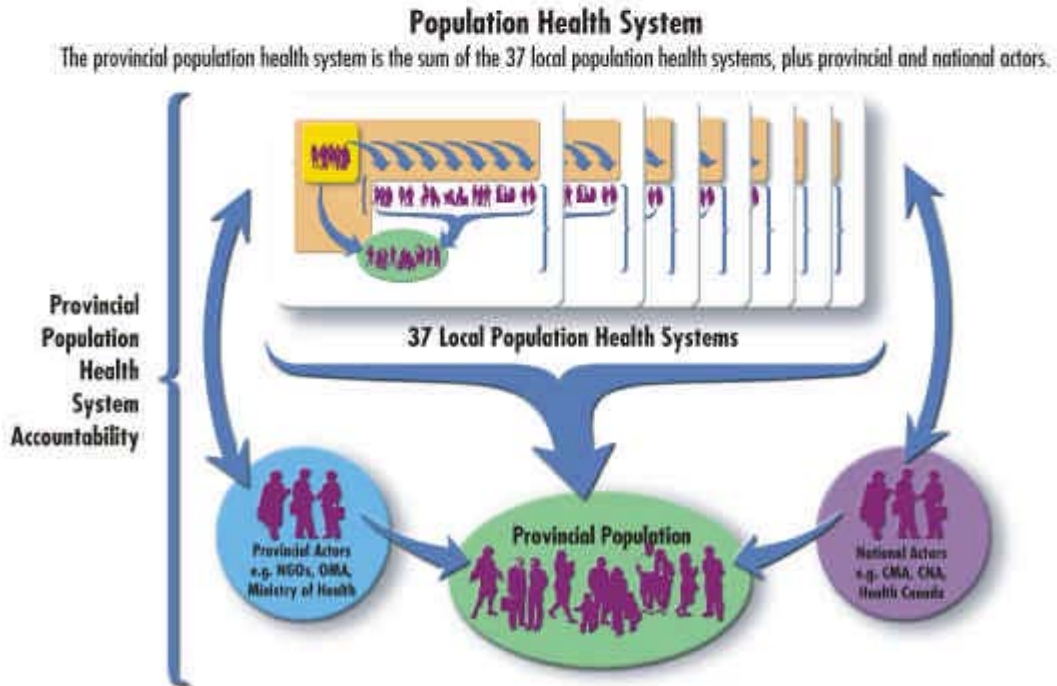 Population Health System
The provincial population health system is the sum of the 37 local population health systems, plus provincial and national actors.
37 Local Population Health Systems
Provincial
Population
Health
System
Accountability
Provincial Actors
e.g. NGOs, OMA,
Ministry of Health
Provincial Population
National Actors
e.g. CMA, CNA,
Health Canada